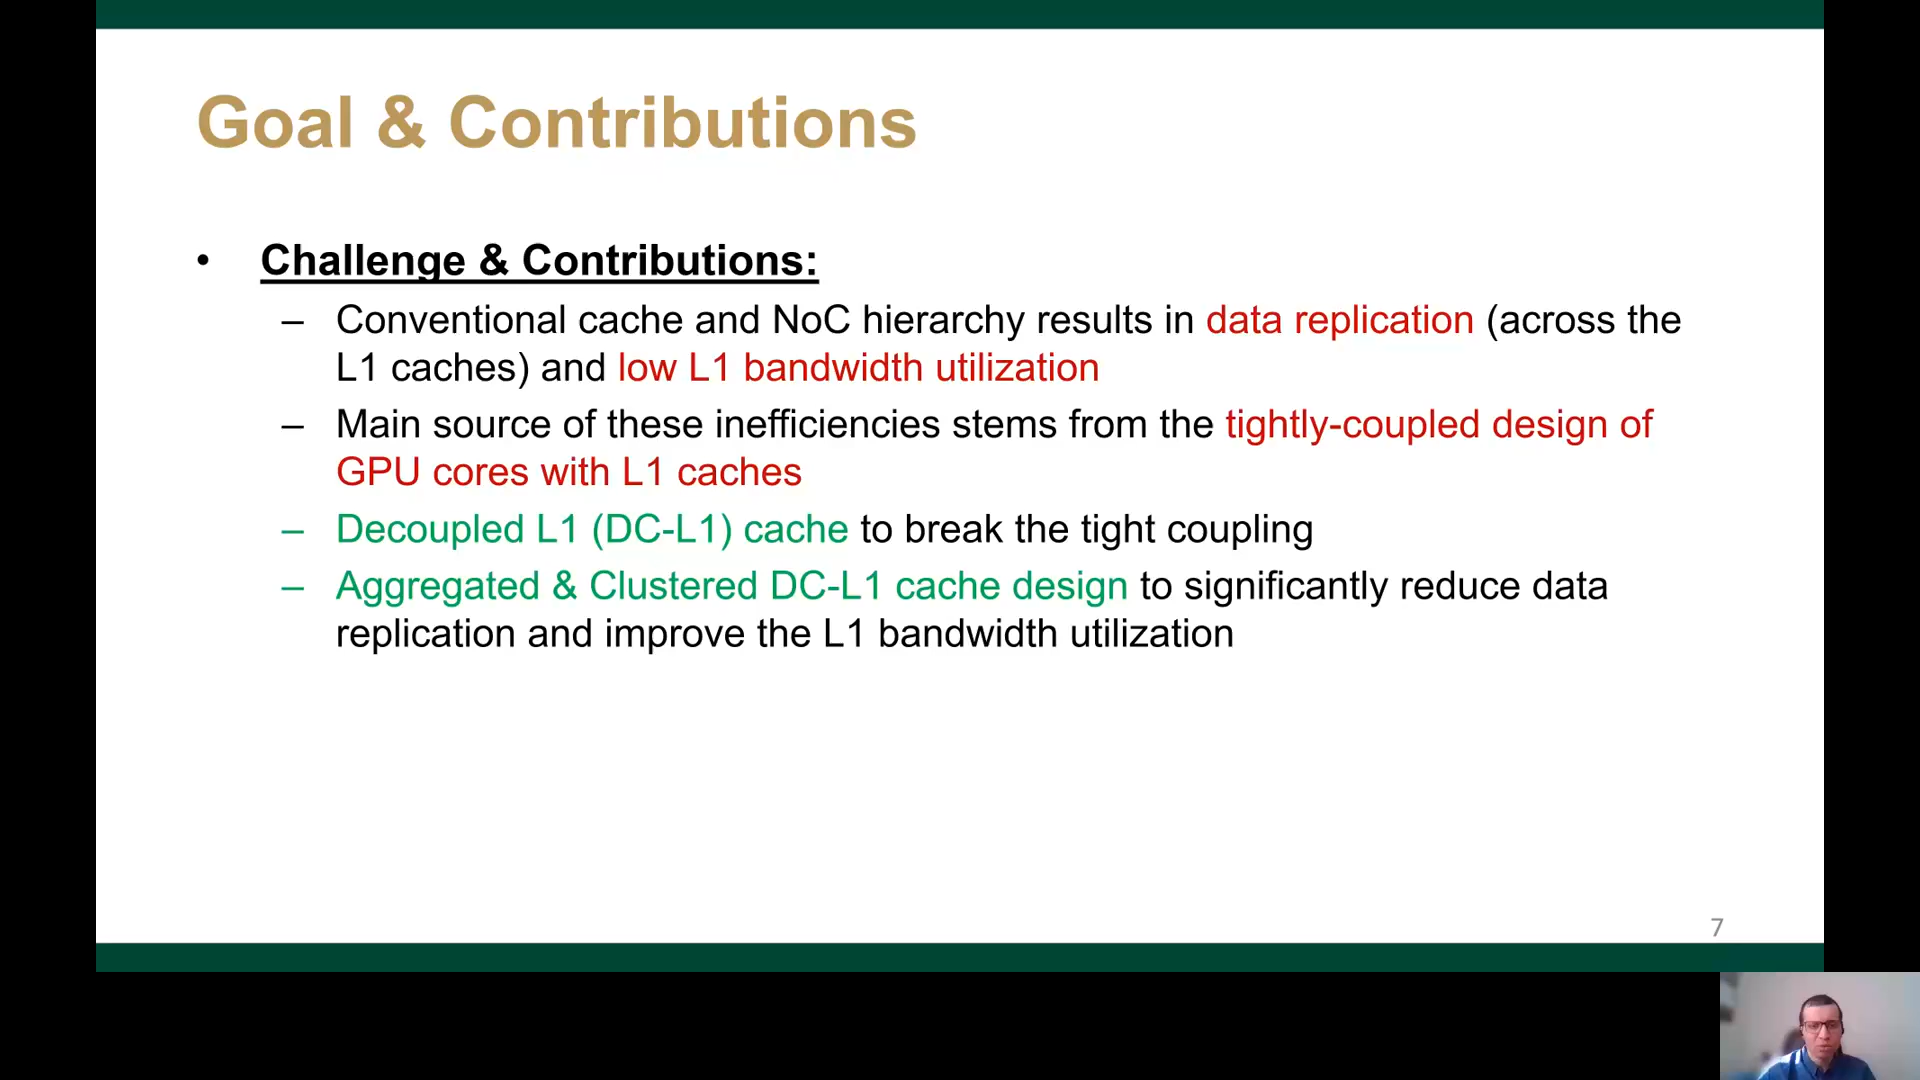 Goal & Contributions
• Challenge & Contributions:
– Conventional cache and NoC hierarchy results in data replication (across the
L1 caches) and low L1 bandwidth utilization
– Main source of these inefficiencies stems from the tightly-coupled design of
GPU cores with L1 caches
– Decoupled L1 (DC-L1) cache to break the tight coupling
– Aggregated & Clustered DC-L1 cache design to significantly reduce data
replication and improve the L1 bandwidth utilization
7